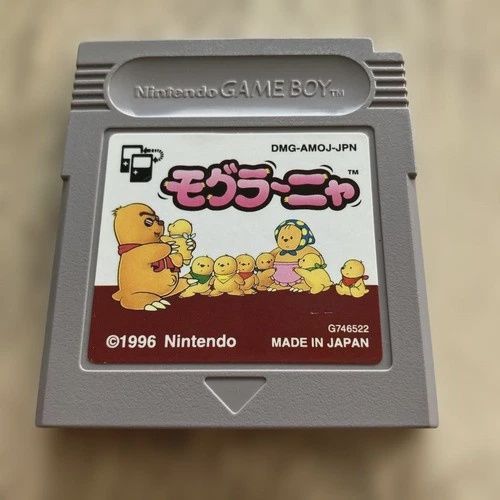 Nintendo GAME BOY™
DMG-AMOJ-JPN
モグラ〜ニャ™
G746522
©1996 Nintendo
MADE IN JAPAN